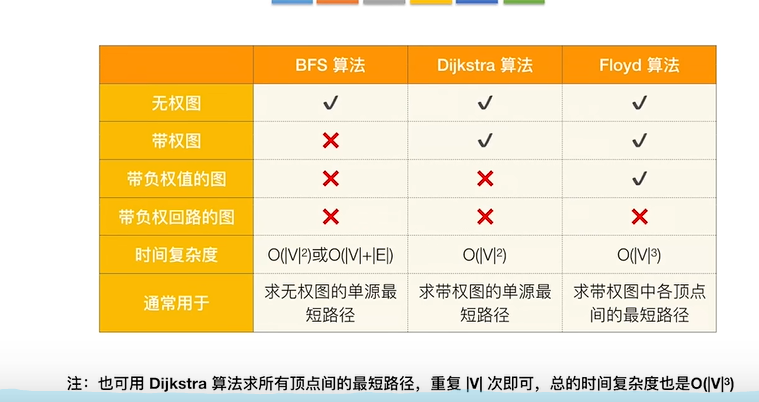 BFS 算法 Dijkstra 算法 Floyd 算法
无权图 ✓ ✓ ✓
带权图 ✗ ✓ ✓
带负权值的图 ✗ ✗ ✓
带负权回路的图 ✗ ✗ ✗
时间复杂度 O(|V|²)或O(|V|+|E|) O(|V|²) O(|V|³)
通常用于 求无权图的单源最短路径 求带权图的单源最短路径 求带权图中各顶点间的最短路径
注：也可用 Dijkstra 算法求所有顶点间的最短路径，重复 |V| 次即可，总的时间复杂度也是O(|V|³)